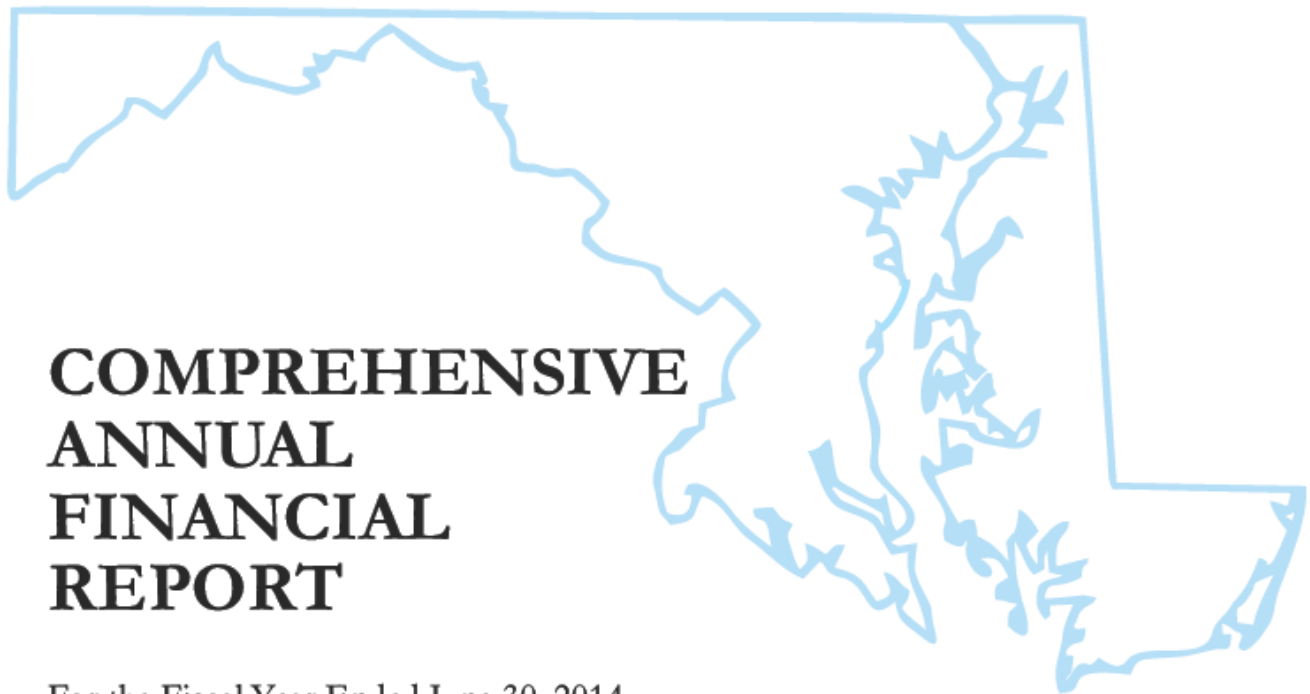 COMPREHENSIVE
ANNUAL
FINANCIAL
REPORT
For the Fiscal Year Ended June 30, 2014